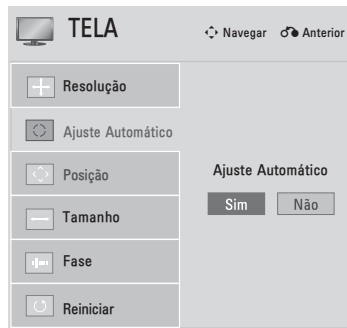 TELA
Navegar Anterior
Resolução
Ajuste Automático
Posição
Tamanho
Fase
Reiniciar
Ajuste Automático
Sim Não